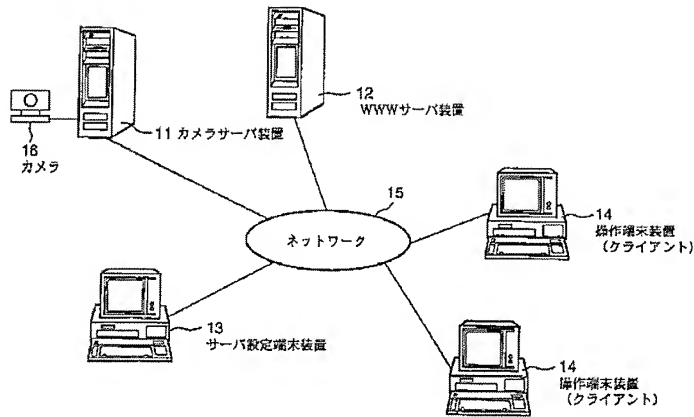 12
WWWサーバ装置
11 カメラサーバ装置
16
カメラ
15
ネットワーク
14
操作端末装置
(クライアント)
13
サーバ設定端末装置
14
操作端末装置
(クライアント)